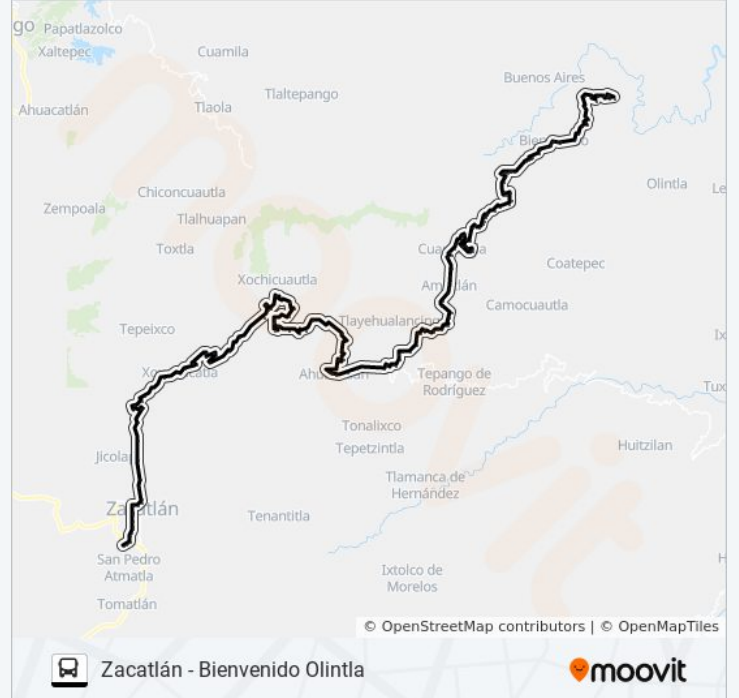 go
Papatlazolco
Xaltepec
Cuamila
Buenos Aires
Tlaltepango
Tlaola
Ahuacatlán
Olintla
Le
Chiconcuautla
Zempoala
Tlalhuapan
Toxtla
Coatepec
Xochicuautla
Camocuautla
Tlayehualancingo
Tepeixco
Ix
Tepango de
Rodríguez
Tux
Tonalixco
Tepetzintla
Huitzilan
Jicola
Tlamanca de
Hernández
Zacatlán
Tenantitla
San Pedro
Atmatla
Ixtolco de
Morelos
H
Tomatlán
moovit
© OpenStreetMap contributors | © OpenMapTiles
Zacatlán - Bienvenido Olintla
moovit